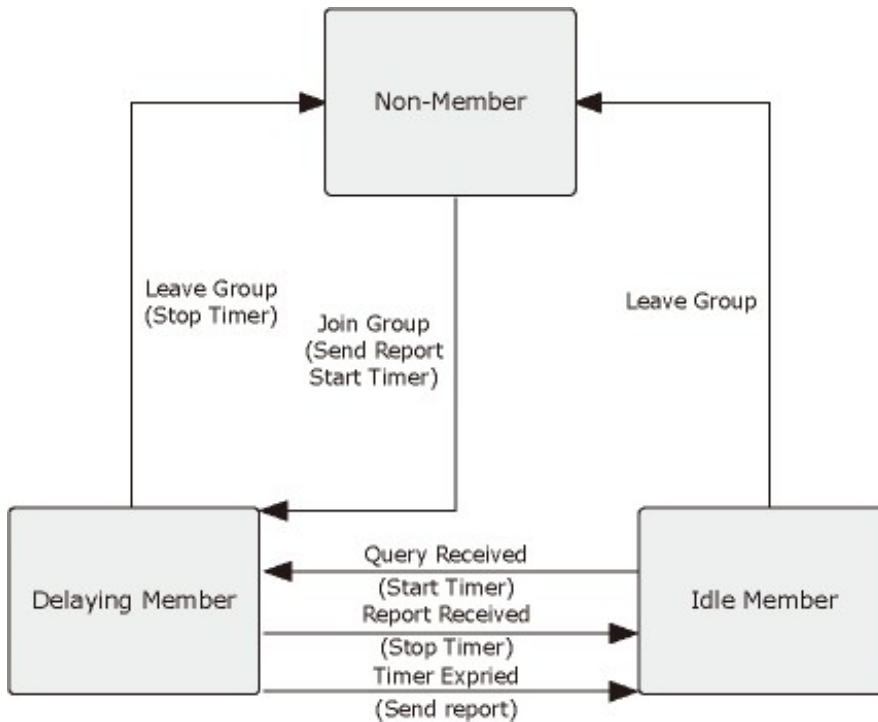 Non-Member
Leave Group
(Stop Timer)
Join Group
(Send Report
Start Timer)
Leave Group
Delaying Member
Query Received
(Start Timer)
Report Received
(Stop Timer)
Timer Expried
(Send report)
Idle Member